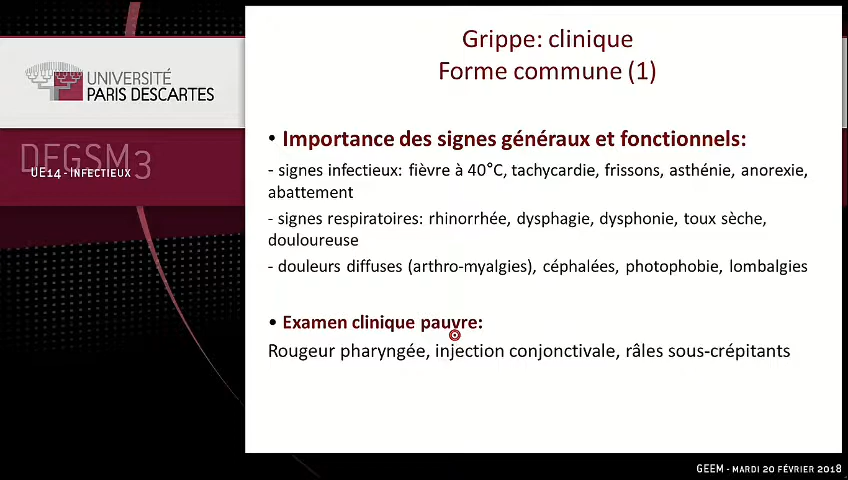 Grippe: clinique
Forme commune (1)
UNIVERSITÉ
PARIS DESCARTES
DFGSM3
UE14 - INFECTIEUX
• Importance des signes généraux et fonctionnels:
- signes infectieux: fièvre à 40°C, tachycardie, frissons, asthénie, anorexie,
abattement
- signes respiratoires: rhinorrhée, dysphagie, dysphonie, toux sèche,
douloureuse
- douleurs diffuses (arthro-myalgies), céphalées, photophobie, lombalgies
• Examen clinique pauvre:
Rougeur pharyngée, injection conjonctivale, râles sous-crépitants
GEEM - MARDI 20 FÉVRIER 2018